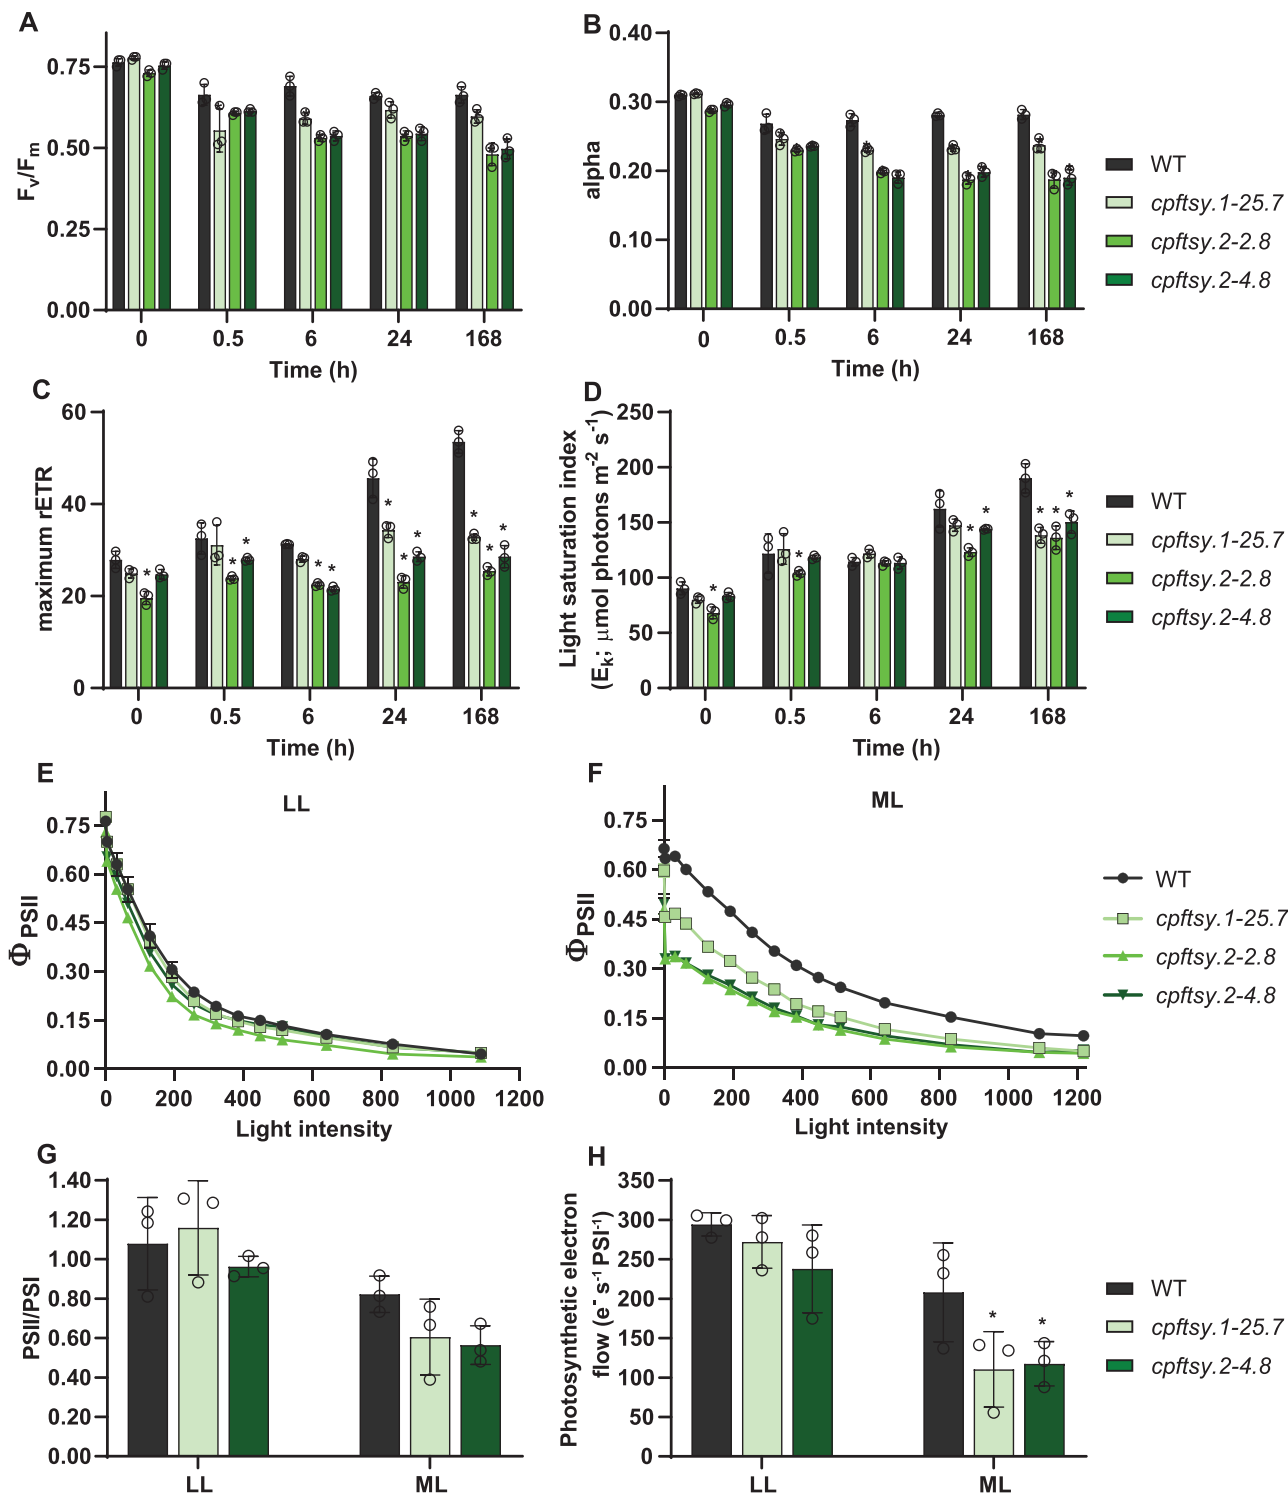 A
B
0.75
0.50
0.25
0.00
Fv/Fm
0 0.5 6 24 168
Time (h)
0.40
0.30
0.20
0.10
0.00
alpha
0 0.5 6 24 168
Time (h)
WT
cpftsy.1-25.7
cpftsy.2-2.8
cpftsy.2-4.8
C
D
60
40
20
0
maximum rETR
* * * * * * * * * * *
0 0.5 6 24 168
Time (h)
250
200
150
100
50
0
Light saturation index
(Ek; μmol photons m-2 s-1)
* * * * * * *
0 0.5 6 24 168
Time (h)
WT
cpftsy.1-25.7
cpftsy.2-2.8
cpftsy.2-4.8
E
F
LL
0.75
0.60
0.45
0.30
0.15
0.00
ΦPSII
0 200 400 600 800 1000 1200
Light intensity
ML
0.75
0.60
0.45
0.30
0.15
0.00
ΦPSII
0 200 400 600 800 1000 1200
Light intensity
WT
cpftsy.1-25.7
cpftsy.2-2.8
cpftsy.2-4.8
G
H
1.40
1.20
1.00
0.80
0.60
0.40
0.20
0.00
PSII/PSI
LL ML
350
300
250
200
150
100
50
0
Photosynthetic electron
flow (e- s-1 PSI-1)
* *
LL ML
WT
cpftsy.1-25.7
cpftsy.2-4.8